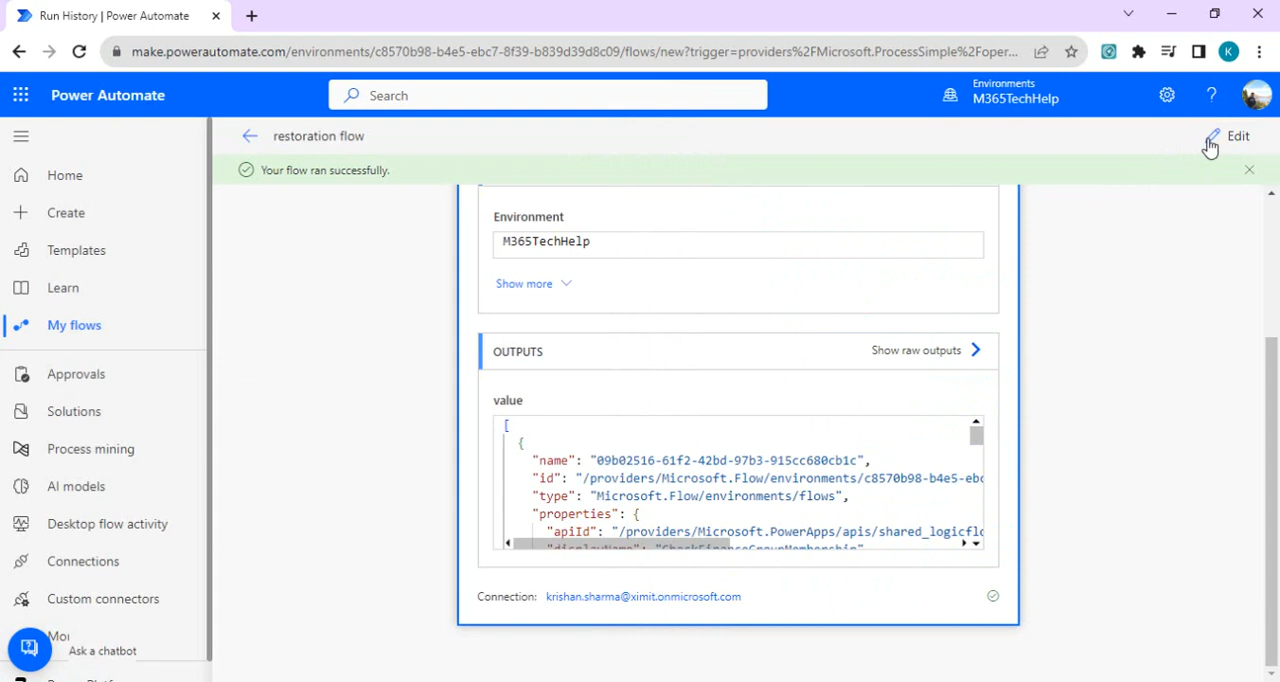 Run History | Power Automate
make.powerautomate.com/environments/c8570b98-b4e5-ebc7-8f39-b839d39d8c09/flows/new?trigger=providers%2FMicrosoft.ProcessSimple%2Foper...
K
Power Automate
Search
Environments
M365TechHelp
restoration flow
Edit
Your flow ran successfully.
Home
Create
Templates
Learn
My flows
Approvals
Solutions
Process mining
AI models
Desktop flow activity
Connections
Custom connectors
Ask a chatbot
Environment
M365TechHelp
Show more
OUTPUTS
Show raw outputs
value
[
{
"name": "09b02516-61f2-42bd-97b3-915cc680cb1c",
"id": "/providers/Microsoft.Flow/environments/c8570b98-b4e5-ebc
"type": "Microsoft.Flow/environments/flows",
"properties": {
"apiId": "/providers/Microsoft.PowerApps/apis/shared_logicflo
"displayName": "CheckFinanceGroupMembership"
Connection: krishan.sharma@ximit.onmicrosoft.com